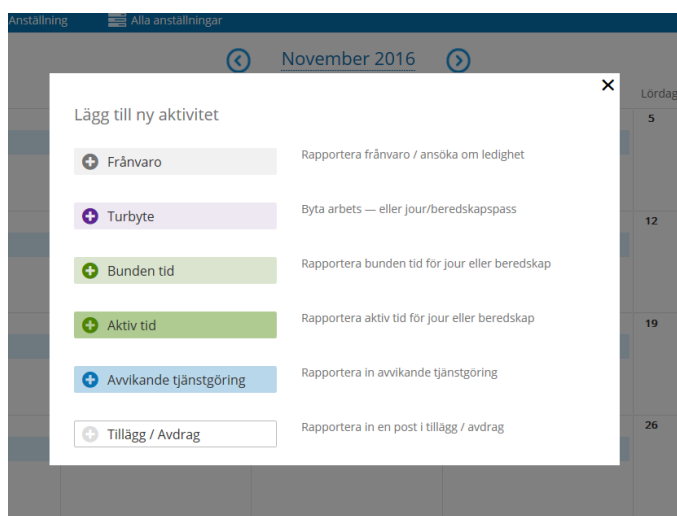 Anställning Alla anställningar
November 2016
Lördag
Lägg till ny aktivitet
5
Frånvaro Rapportera frånvaro / ansöka om ledighet
Turbyte Byta arbets — eller jour/beredskapspass
12
Bunden tid Rapportera bunden tid för jour eller beredskap
Aktiv tid Rapportera aktiv tid för jour eller beredskap
19
Avvikande tjänstgöring Rapportera in avvikande tjänstgöring
Tillägg / Avdrag Rapportera in en post i tillägg / avdrag
26